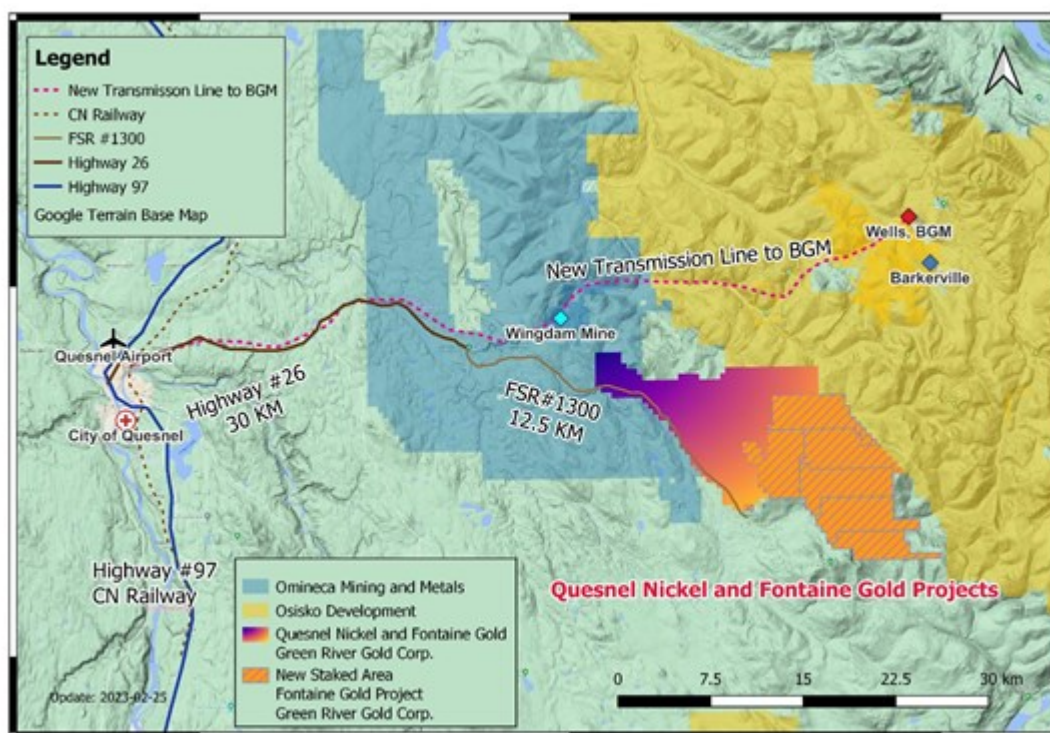 Legend
New Transmisson Line to BGM
CN Railway
FSR #1300
Highway 26
Highway 97
Google Terrain Base Map
Wells, BGM
Barkerville
New Transmission Line to BGM
Wingdam Mine
Quesnel Airport
Highway #26
30 KM
FSR#1300
12.5 KM
City of Quesnel
Highway #97
CN Railway
Quesnel Nickel and Fontaine Gold Projects
Omineca Mining and Metals
Osisko Development
Quesnel Nickel and Fontaine Gold
Green River Gold Corp.
New Staked Area
Fontaine Gold Project
Green River Gold Corp.
Update: 2023-02-25
0 7.5 15 22.5 30 km